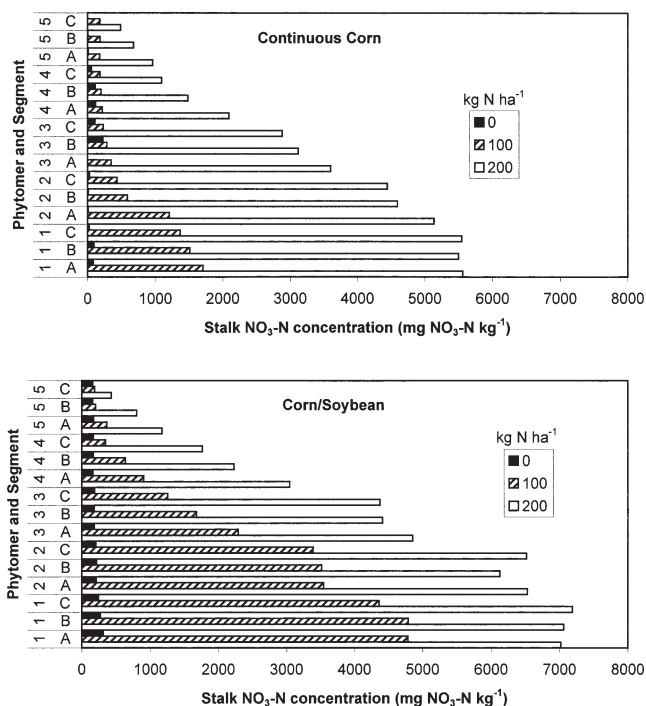 Continuous Corn
Phytomer and Segment
5 C
5 B
5 A
4 C
4 B
4 A
3 C
3 B
3 A
2 C
2 B
2 A
1 C
1 B
1 A
kg N ha⁻¹
0
100
200
0 1000 2000 3000 4000 5000 6000 7000 8000
Stalk NO₃-N concentration (mg NO₃-N kg⁻¹)
Corn/Soybean
Phytomer and Segment
5 C
5 B
5 A
4 C
4 B
4 A
3 C
3 B
3 A
2 C
2 B
2 A
1 C
1 B
1 A
kg N ha⁻¹
0
100
200
0 1000 2000 3000 4000 5000 6000 7000 8000
Stalk NO₃-N concentration (mg NO₃-N kg⁻¹)